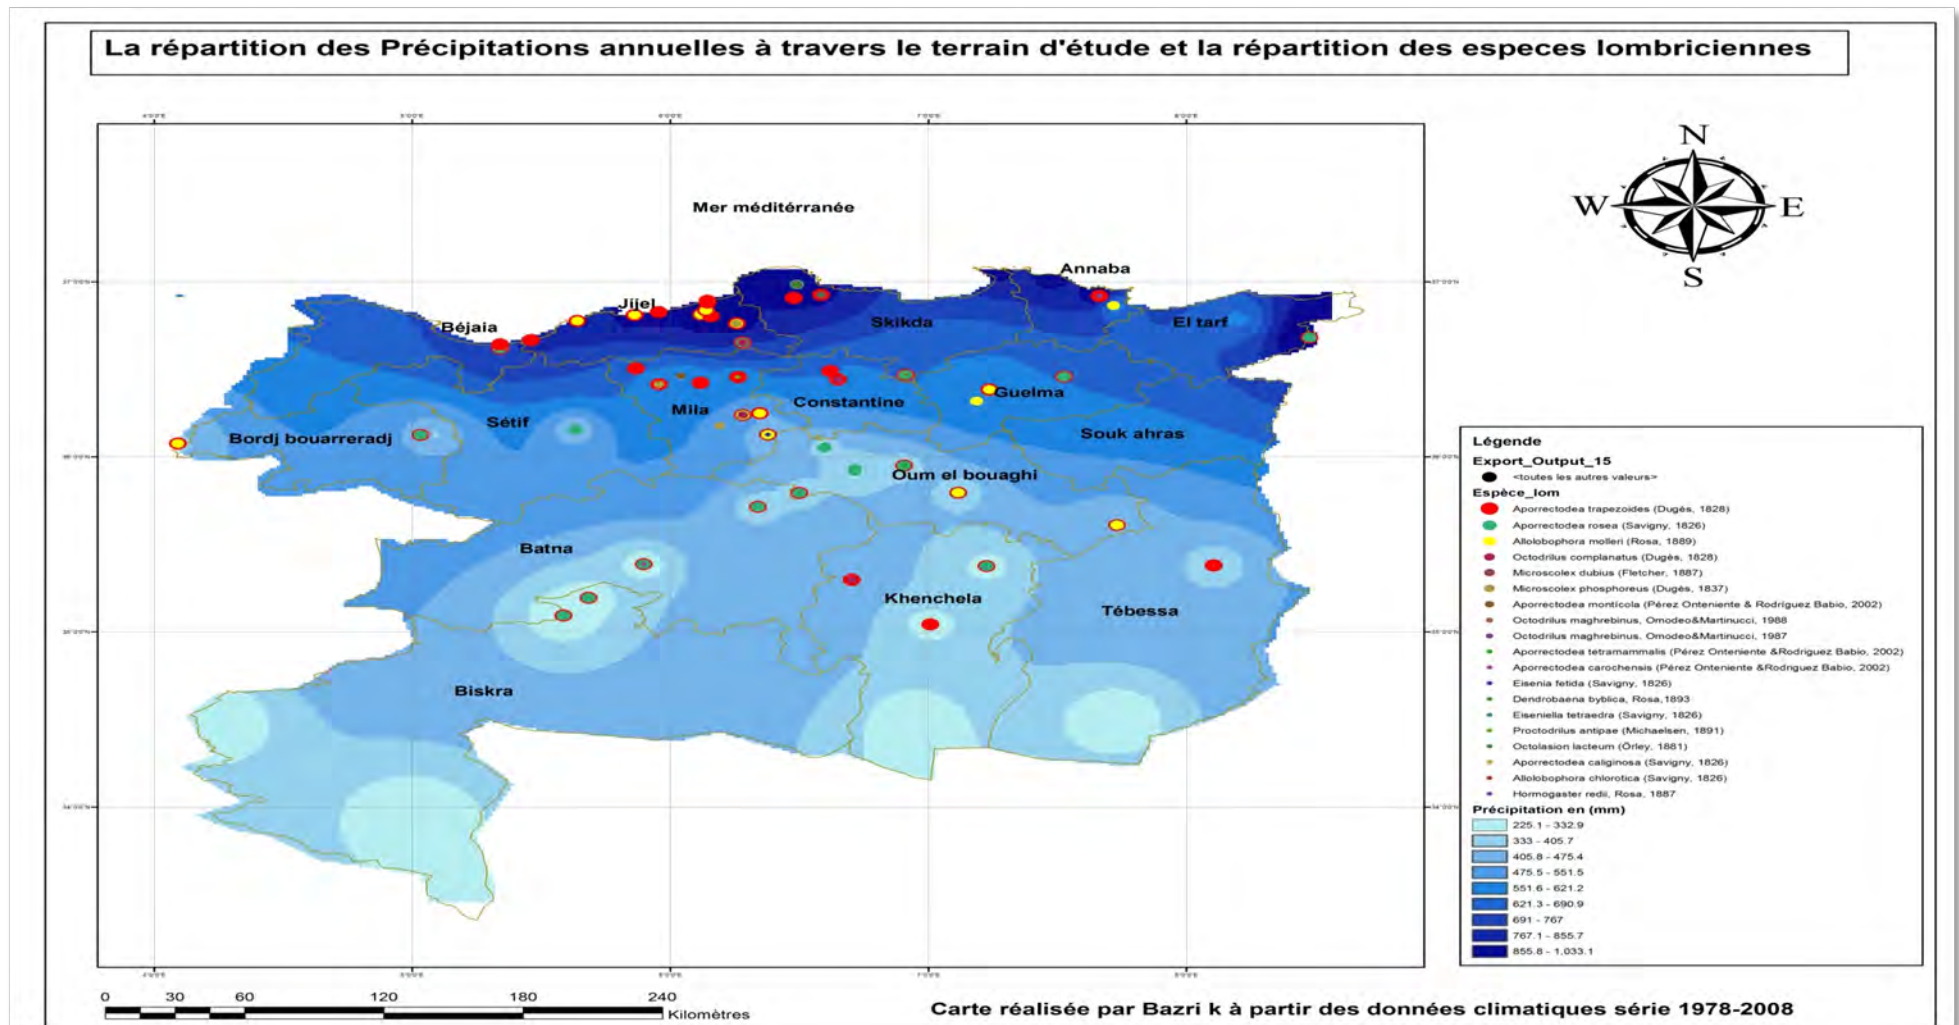 La répartition des Précipitations annuelles à travers le terrain d'étude et la répartition des especes lombriciennes
N
W E
S
Mer méditérranée
Annaba
Jijel
Béjaia
Skikda
El tarf
Guelma
Mila
Constantine
Sétif
Bordj bouarreradj
Souk ahras
Oum el bouaghi
Batna
Khenchela
Tébessa
Biskra
Légende
Export_Output_15
<toutes les autres valeurs>
Espèce_lom
Aporrectodea trapezoides (Dugès, 1828)
Aporrectodea rosea (Savigny, 1826)
Allolobophora molleri (Rosa, 1889)
Octodrilus complanatus (Dugès, 1828)
Microscolex dubius (Fletcher, 1887)
Microscolex phosphoreus (Dugès, 1837)
Aporrectodea montícola (Pérez Onteniente & Rodríguez Babio, 2002)
Octodrilus maghrebinus, Omodeo&Martinucci, 1988
Octodrilus maghrebinus, Omodeo&Martinucci, 1987
Aporrectodea tetramammalis (Pérez Onteniente &Rodriguez Babio, 2002)
Aporrectodea carochensis (Pérez Onteniente &Rodriguez Babio, 2002)
Eisenia fetida (Savigny, 1826)
Dendrobaena byblica, Rosa,1893
Eiseniella tetraedra (Savigny, 1826)
Proctodrilus antipae (Michaelsen, 1891)
Octolasion lacteum (Örley, 1881)
Aporrectodea caliginosa (Savigny, 1826)
Allolobophora chlorotica (Savigny, 1826)
Hormogaster redii, Rosa, 1887
Précipitation en (mm)
225.1 - 332.9
333 - 405.7
405.8 - 475.4
475.5 - 551.5
551.6 - 621.2
621.3 - 690.9
691 - 767
767.1 - 855.7
855.8 - 1,033.1
0 30 60 120 180 240
Kilomètres
Carte réalisée par Bazri k à partir des données climatiques série 1978-2008